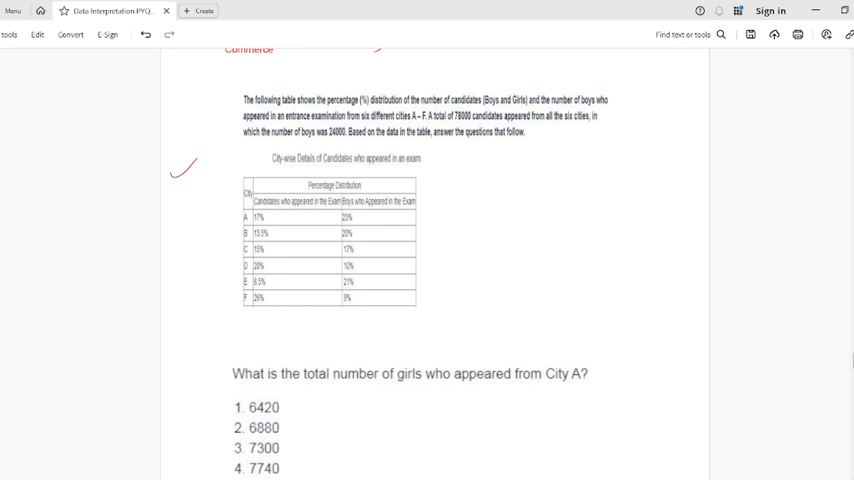 Menu
Data Interpretation PYQ...
Create
Sign in
tools Edit Convert E-Sign Find text or tools
Commerce
The following table shows the percentage (%) distribution of the number of candidates (Boys and Girls) and the number of boys who
appeared in an entrance examination from six different cities A – F. A total of 78000 candidates appeared from all the six cities, in
which the number of boys was 24000. Based on the data in the table, answer the questions that follow.
City-wise Details of Candidates who appeared in an exam.
City Percentage Distribution
Candidates who appeared in the Exam Boys who Appeared in the Exam
A 17% 23%
B 13.5% 20%
C 15% 17%
D 20% 10%
E 8.5% 21%
F 26% 9%
What is the total number of girls who appeared from City A?
1. 6420
2. 6880
3. 7300
4. 7740